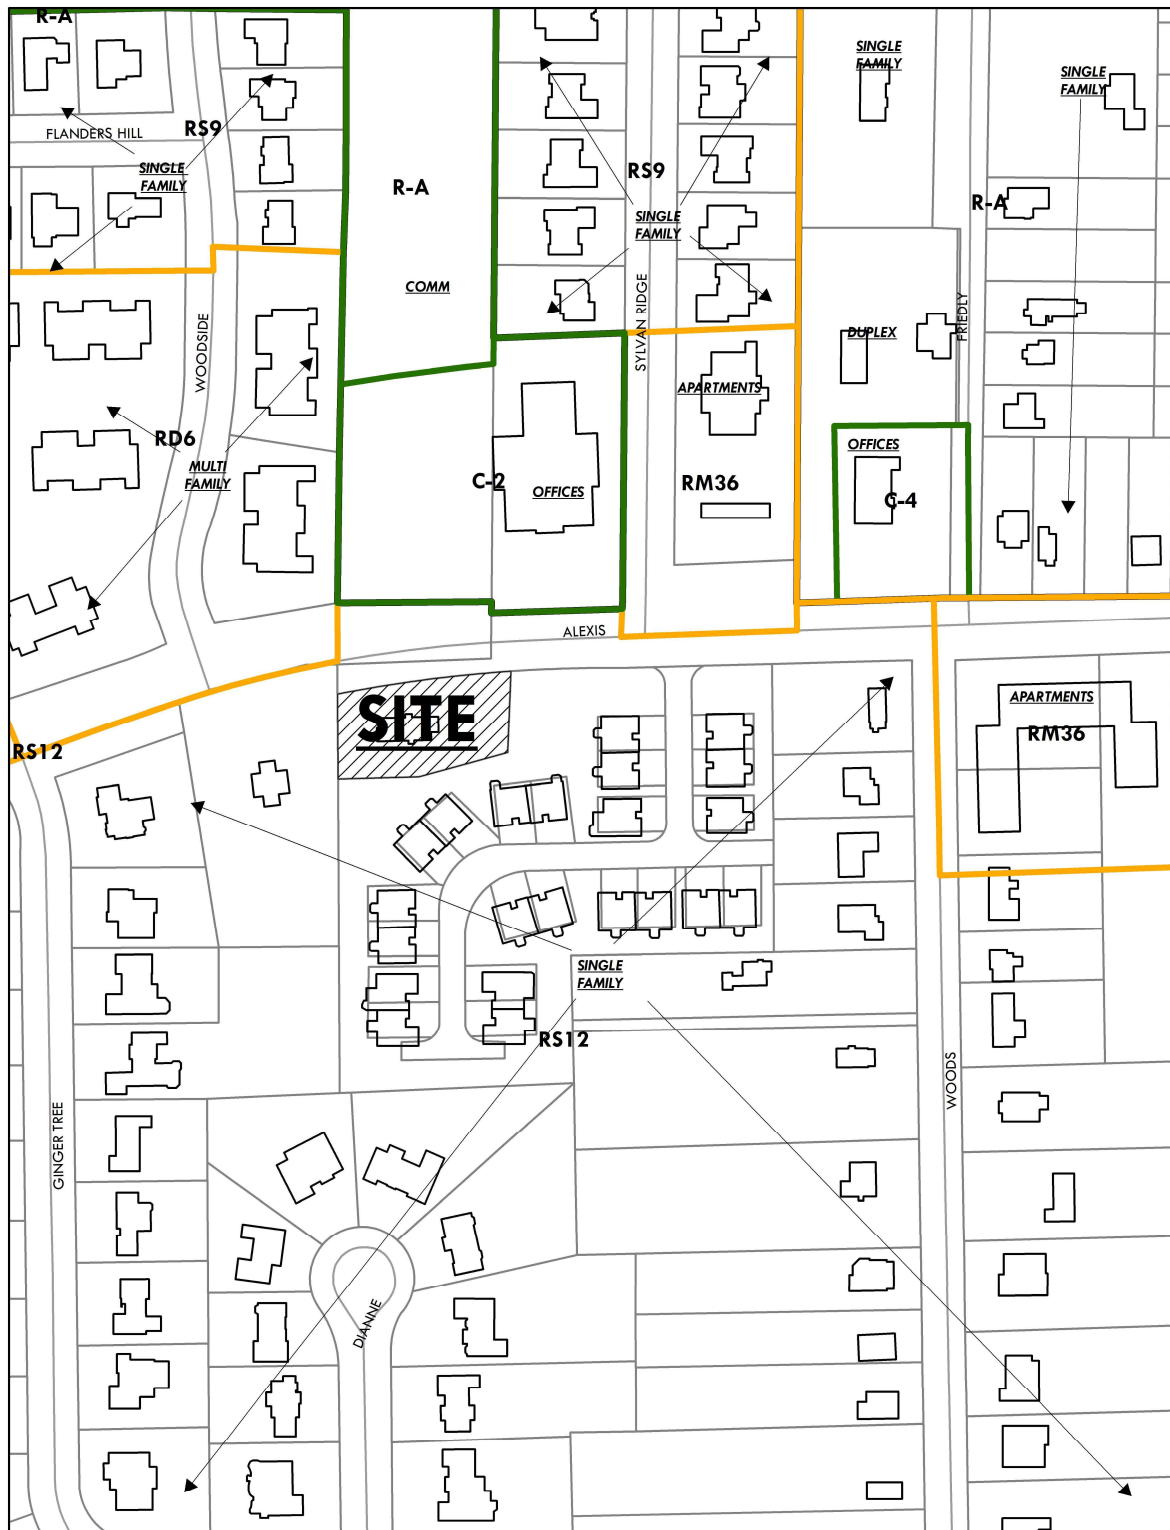 R-A
SINGLE
FAMILY
SINGLE
FAMILY
FLANDERS HILL
RS9
SINGLE
FAMILY
R-A
RS9
R-A
SINGLE
FAMILY
COMM
WOODSIDE
SYLVAN RIDGE
DUPLEX
FRIEDLY
APARTMENTS
RD6
MULTI
FAMILY
C-2
OFFICES
RM36
OFFICES
C-4
ALEXIS
SITE
RS12
APARTMENTS
RM36
SINGLE
FAMILY
RS12
WOODS
GINGER TREE
DIANNE